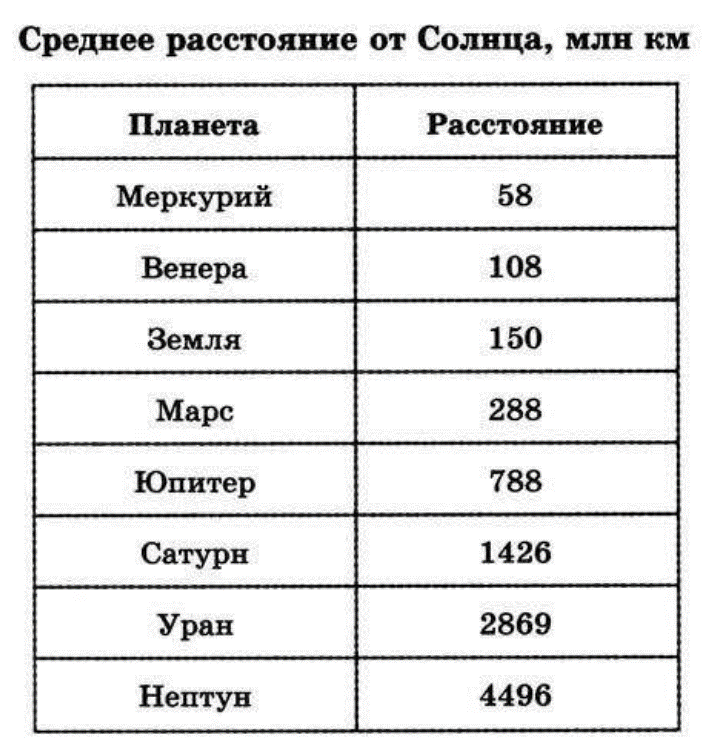 Среднее расстояние от Солнца, млн км
Планета Расстояние
Меркурий 58
Венера 108
Земля 150
Марс 288
Юпитер 788
Сатурн 1426
Уран 2869
Нептун 4496